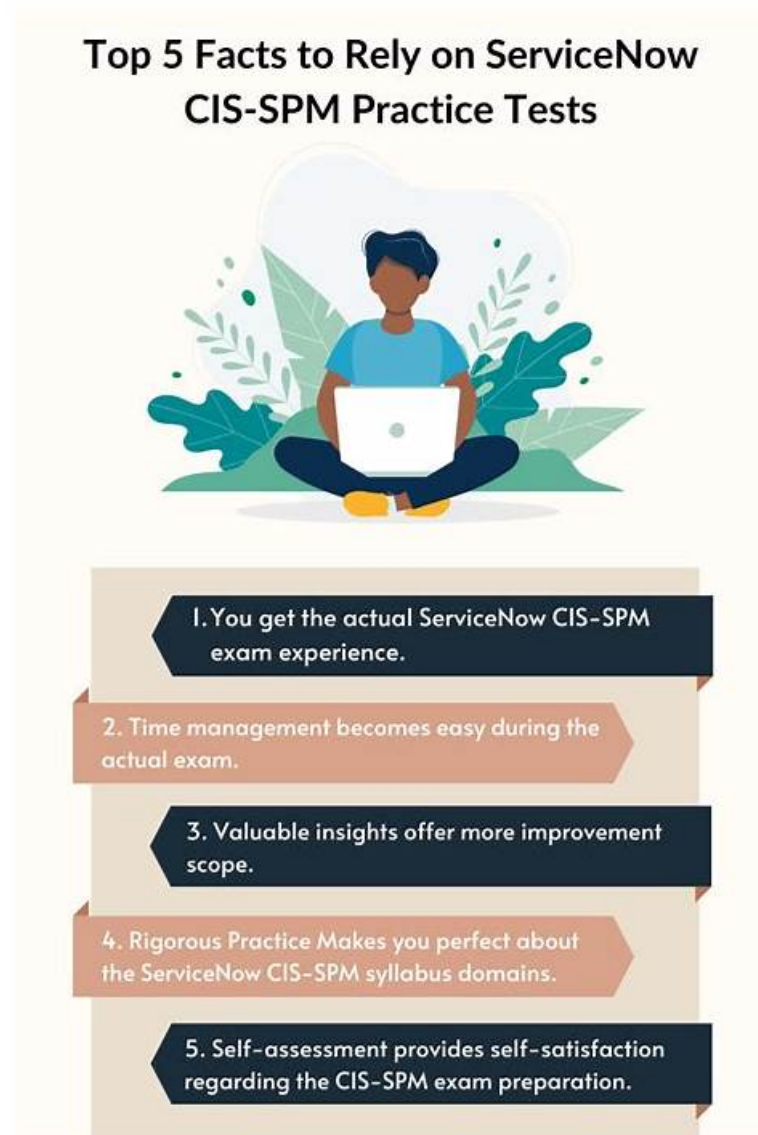 Top 5 Facts to Rely on ServiceNow
CIS-SPM Practice Tests
1. You get the actual ServiceNow CIS-SPM
exam experience.
2. Time management becomes easy during the
actual exam.
3. Valuable insights offer more improvement
scope.
4. Rigorous Practice Makes you perfect about
the ServiceNow CIS-SPM syllabus domains.
5. Self-assessment provides self-satisfaction
regarding the CIS-SPM exam preparation.